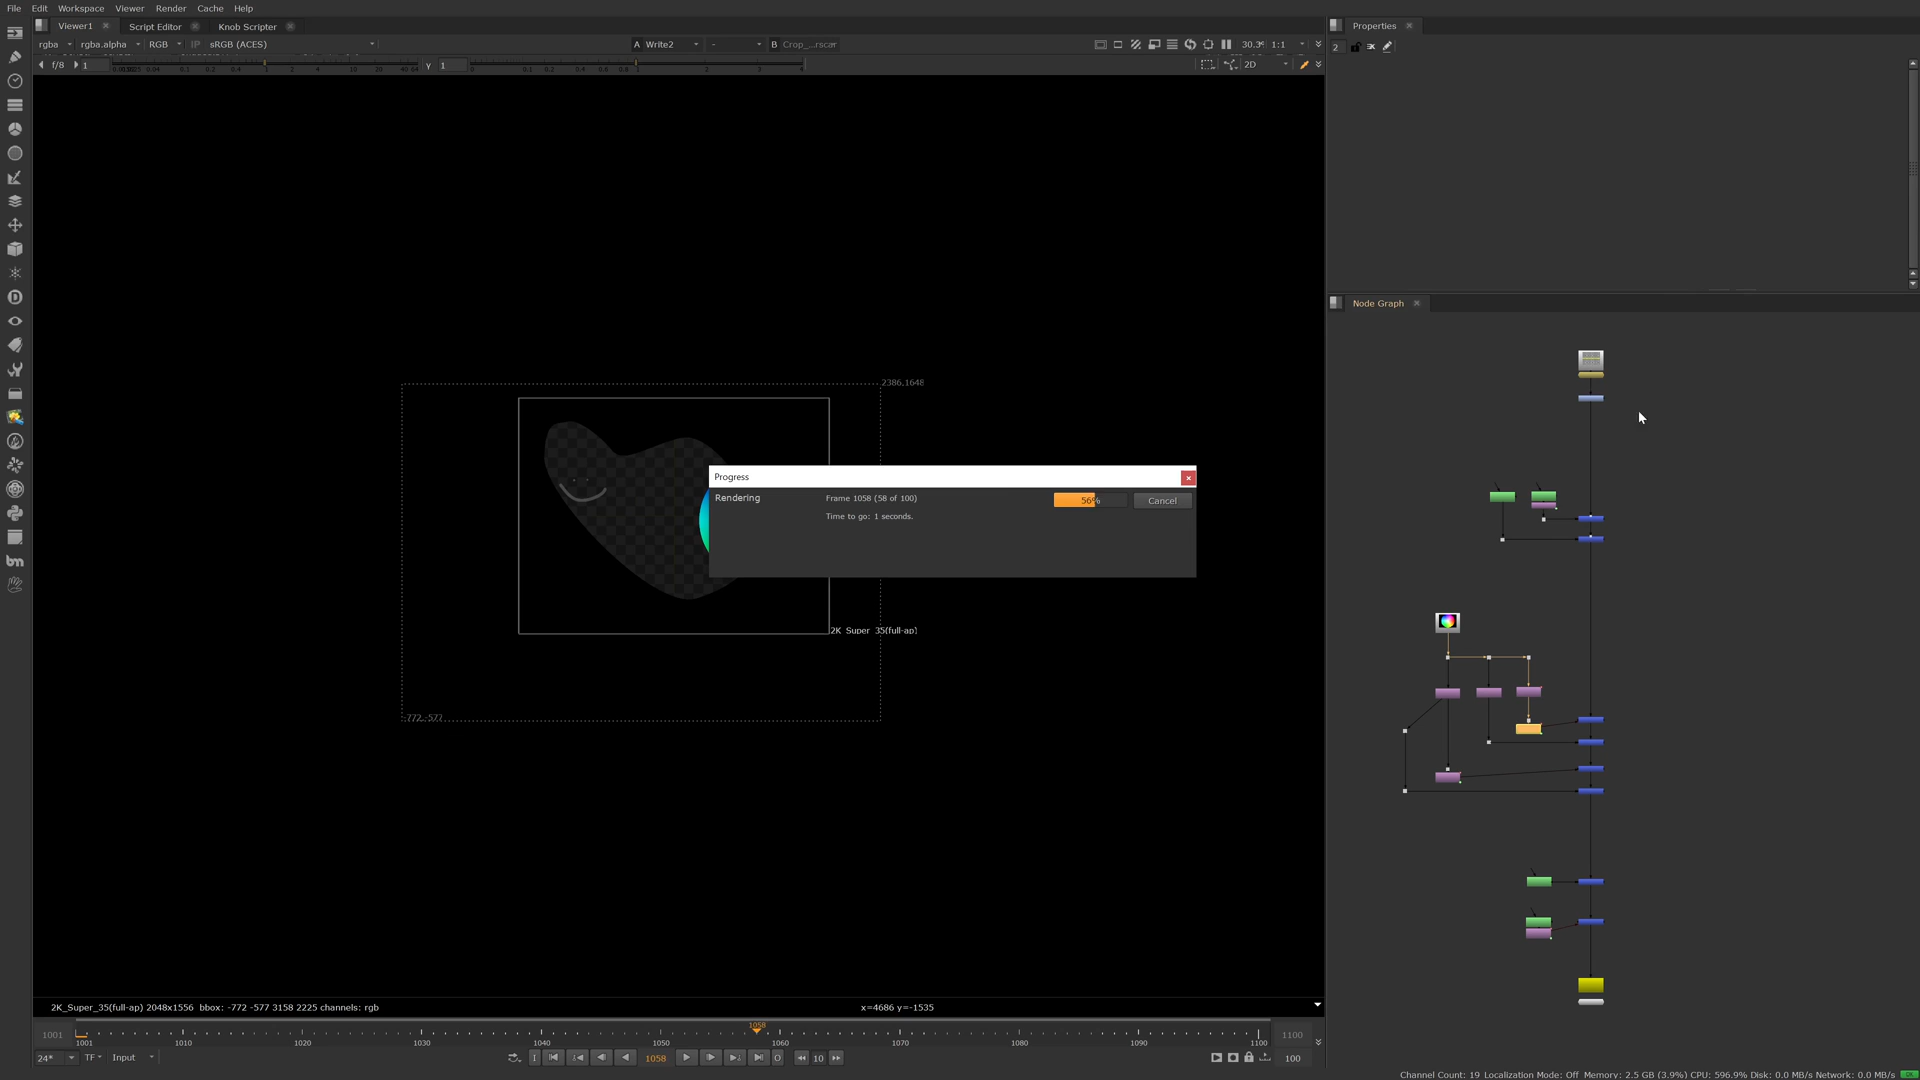 File Edit Workspace Viewer Render Cache Help
Viewer1 Script Editor Knob Scripter
rgba rgba.alpha RGB IP sRGB (ACES) A Write2 - B Crop_...rscar 30.3 1:1
f/8 1 γ 1 2D
Properties
2
Node Graph
2386,1648
Progress
Rendering Frame 1058 (58 of 100) 56% Cancel
Time to go: 1 seconds.
2K_Super_35(full-ap)
-772,-577
2K_Super_35(full-ap) 2048x1556 bbox: -772 -577 3158 2225 channels: rgb x=4686 y=-1535
1001 1058 1100
1001 1010 1020 1030 1040 1050 1060 1070 1080 1090 1100
24* TF Input I 1058 O 10 100
D
bm
Channel Count: 19 Localization Mode: Off Memory: 2.5 GB (3.9%) CPU: 596.9% Disk: 0.0 MB/s Network: 0.0 MB/s